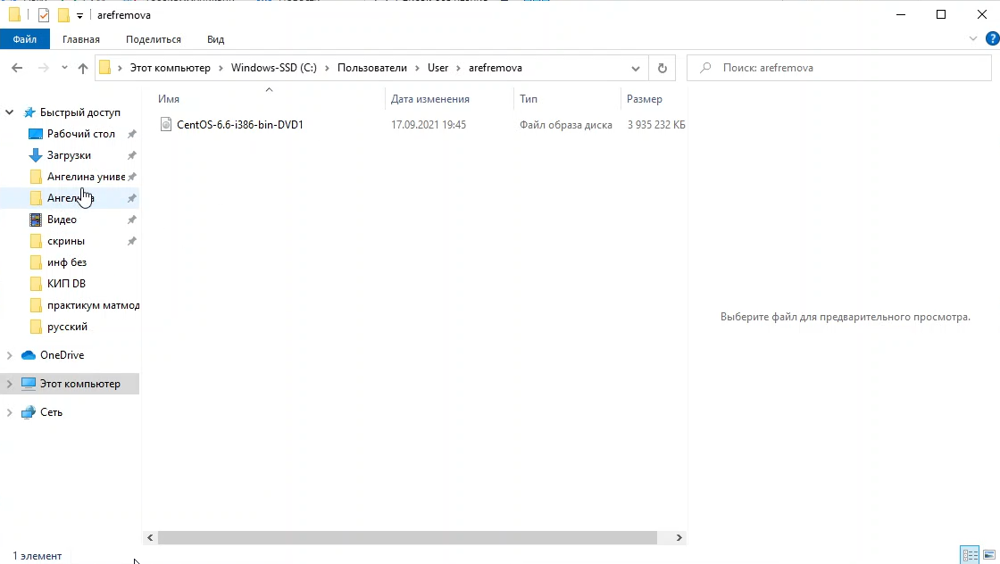 arefremova
Файл Главная Поделиться Вид
Этот компьютер Windows-SSD (C:) Пользователи User arefremova
Поиск: arefremova
Имя Дата изменения Тип Размер
CentOS-6.6-i386-bin-DVD1 17.09.2021 19:45 Файл образа диска 3 935 232 КБ
Быстрый доступ
Рабочий стол
Загрузки
Ангелина униве
Видео
скрины
инф без
КИП DB
практикум матмод
русский
OneDrive
Этот компьютер
Сеть
Выберите файл для предварительного просмотра.
1 элемент